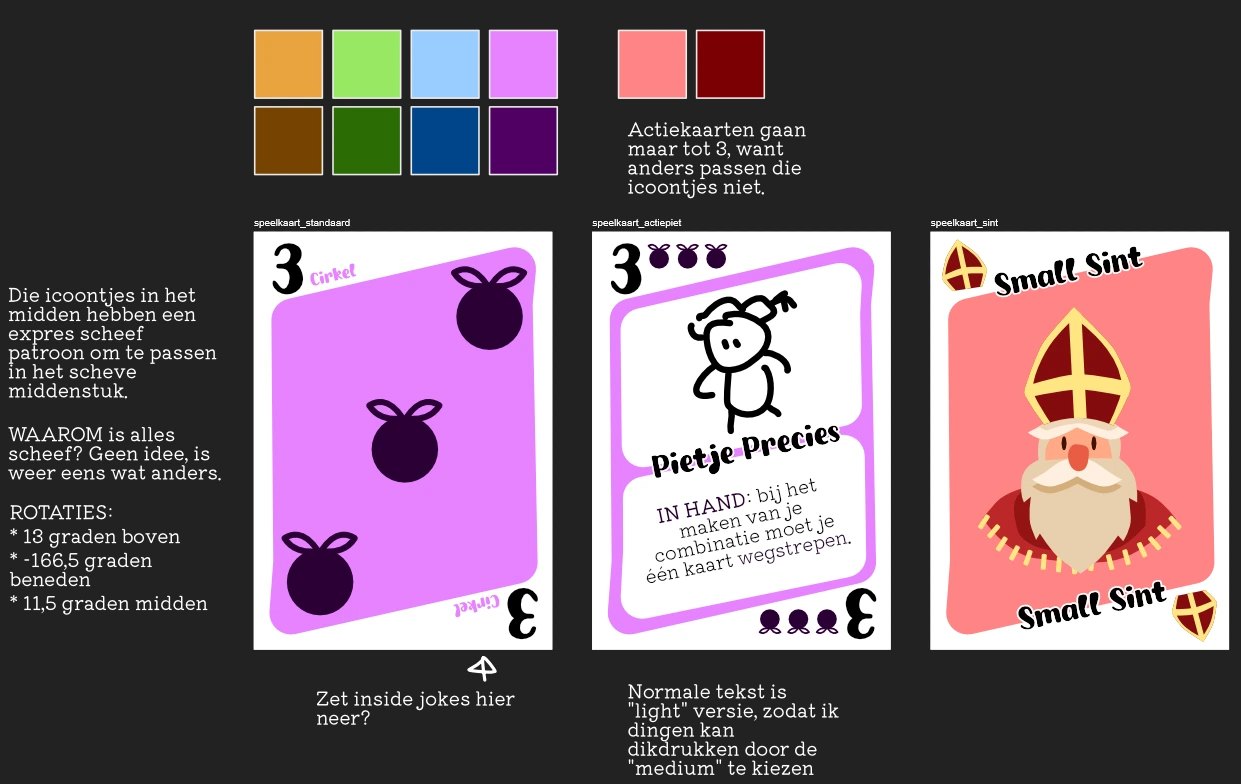 Actiekaarten gaan
maar tot 3, want
anders passen die
icoontjes niet.
speelkaart_standaard
speelkaart_actiepiet
speelkaart_sint
Die icoontjes in het
midden hebben een
expres scheef
patroon om te passen
in het scheve
middenstuk.
WAAROM is alles
scheef? Geen idee, is
weer eens wat anders.
ROTATIES:
* 13 graden boven
* -166,5 graden
beneden
* 11,5 graden midden
3 Cirkel
Cirkel 3
3
Pietje Precies
IN HAND: bij het
maken van je
combinatie moet je
één kaart wegstrepen.
3
Small Sint
Small Sint
Zet inside jokes hier
neer?
Normale tekst is
"light" versie, zodat ik
dingen kan
dikdrukken door de
"medium" te kiezen